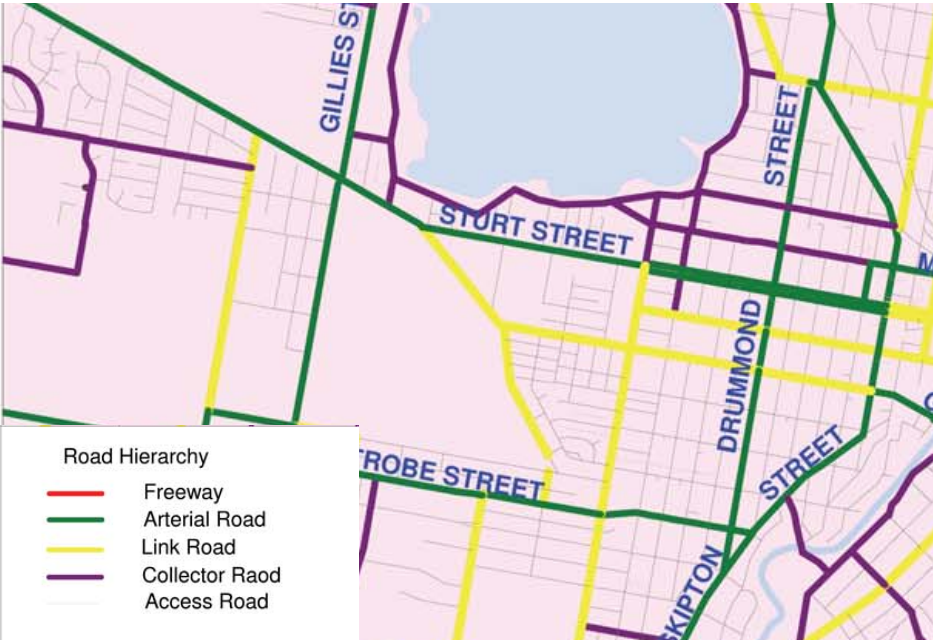 GILLIES ST
STREET
STURT STREET
M
DRUMMOND
STREET
TROBE STREET
SKIPTON
Road Hierarchy
Freeway
Arterial Road
Link Road
Collector Raod
Access Road